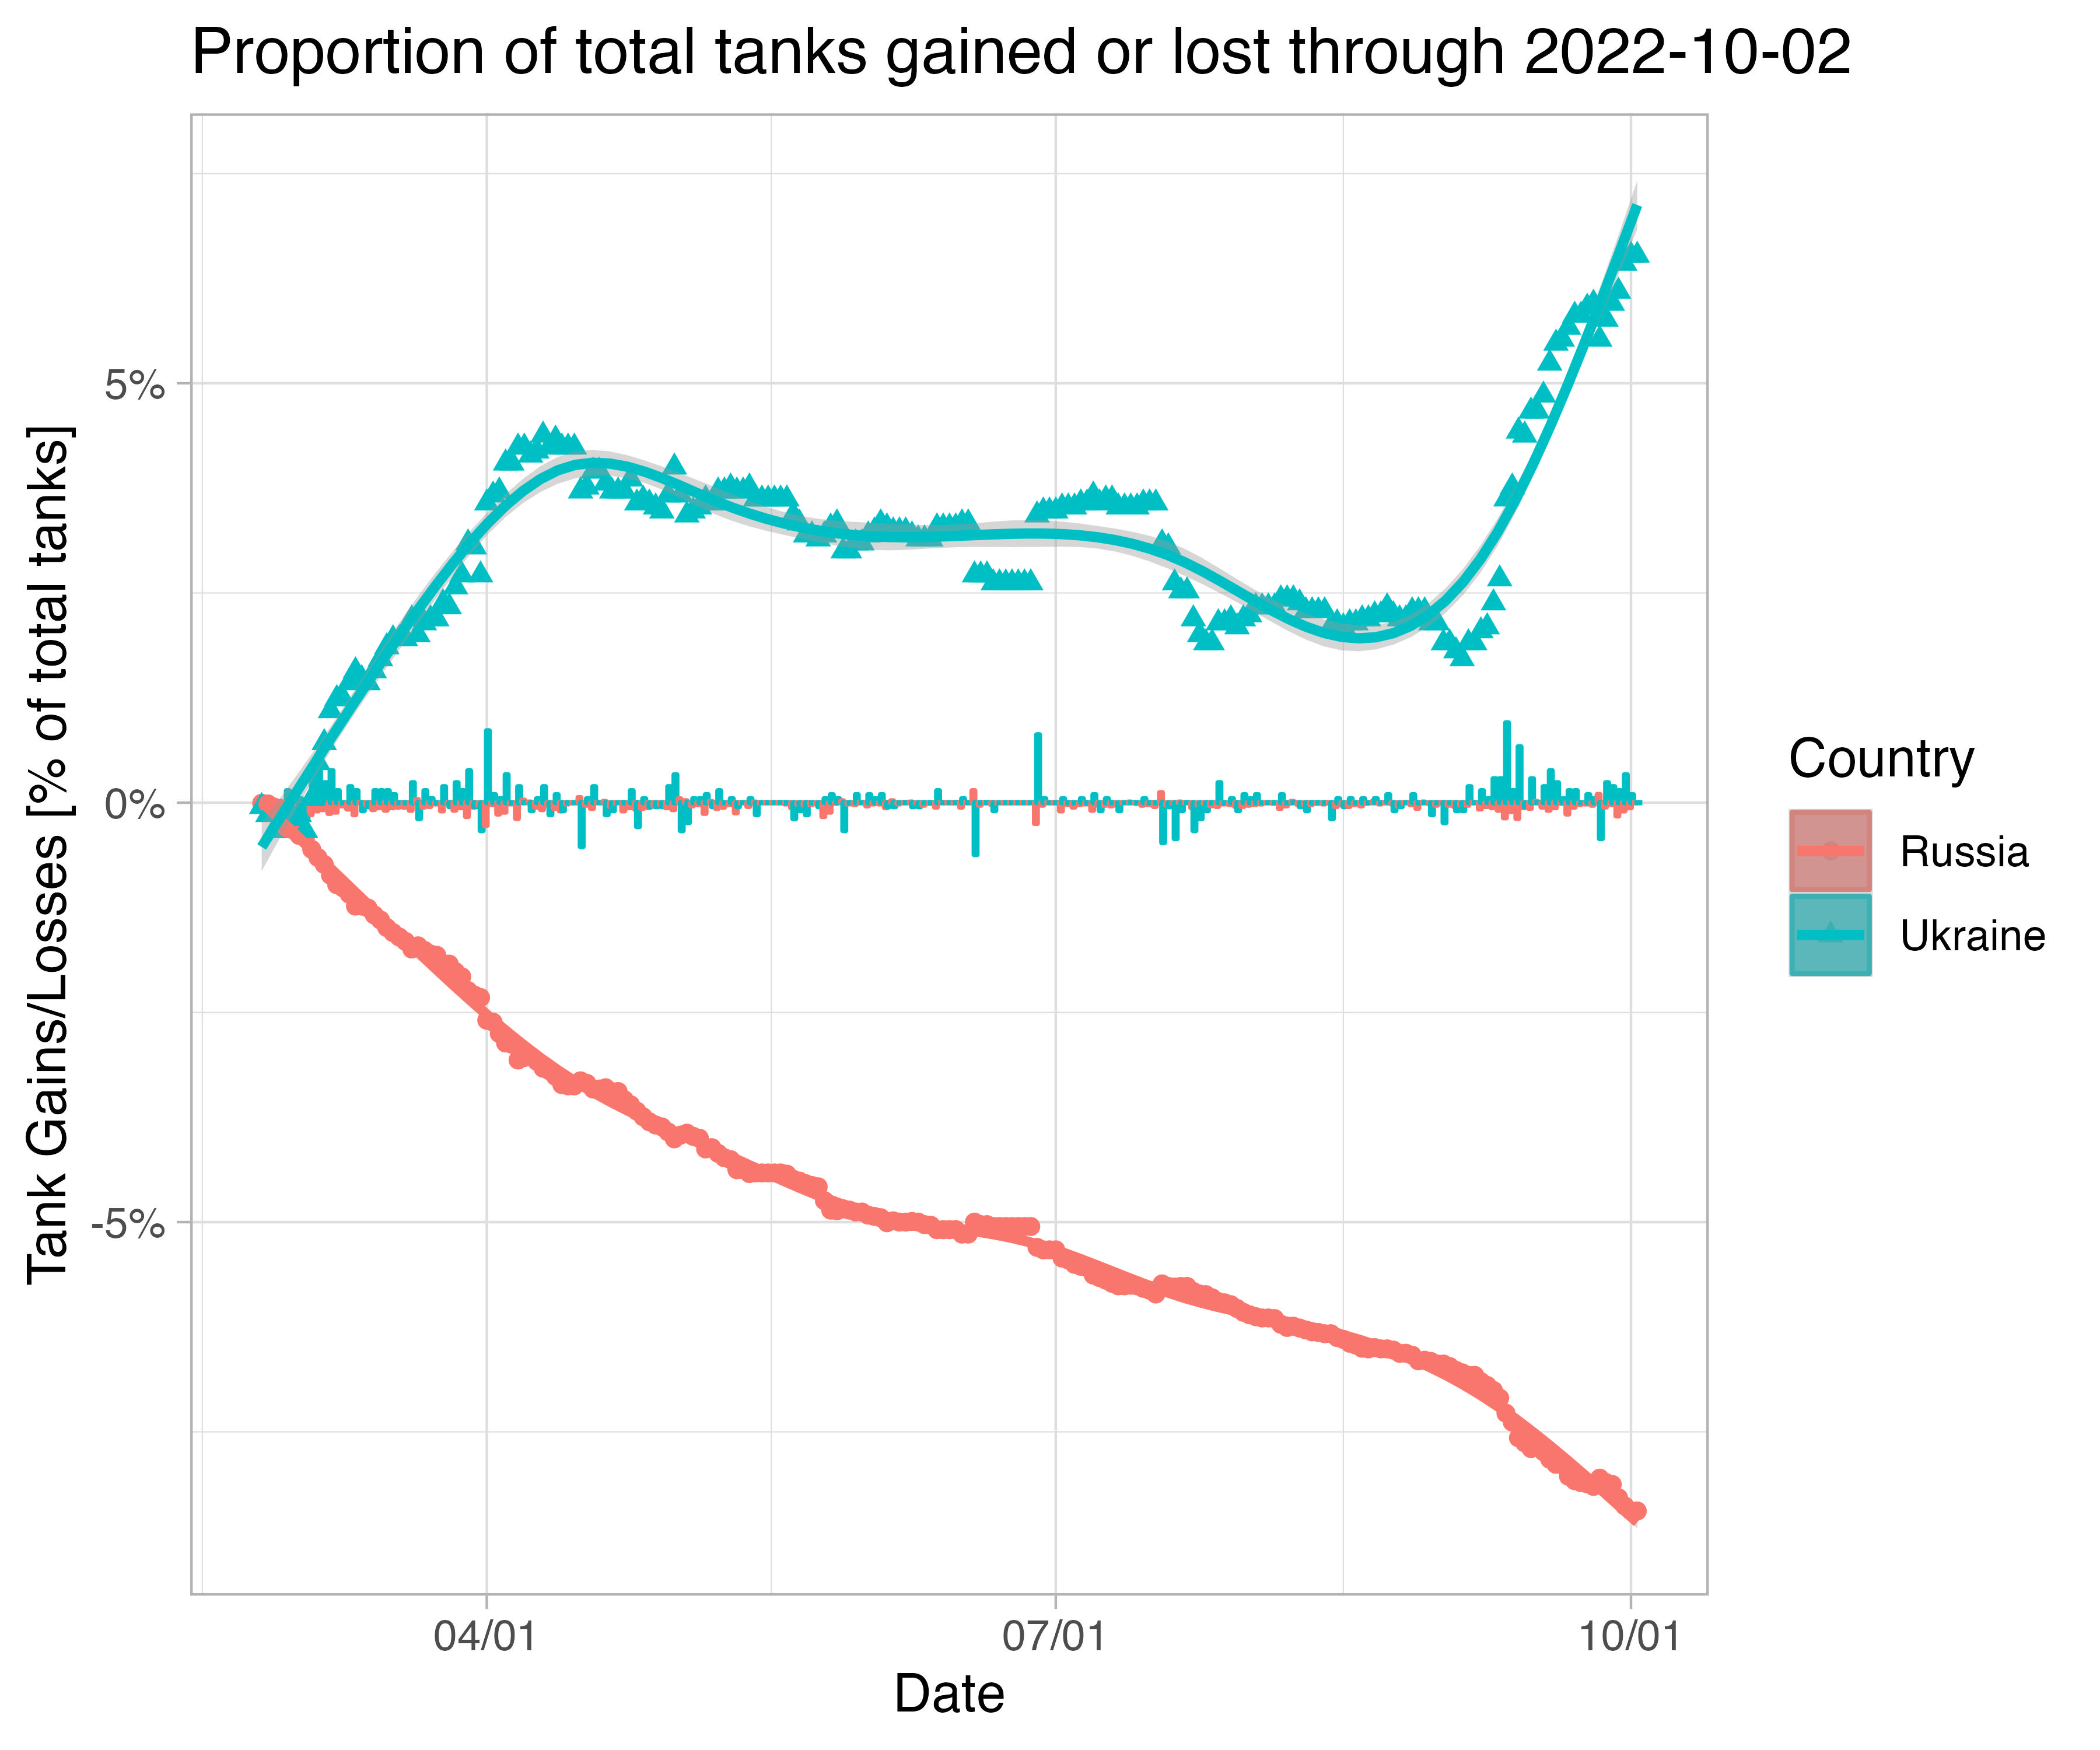 Proportion of total tanks gained or lost through 2022-10-02
Tank Gains/Losses [% of total tanks]
5%
0%
-5%
04/01
07/01
10/01
Date
Country
Russia
Ukraine